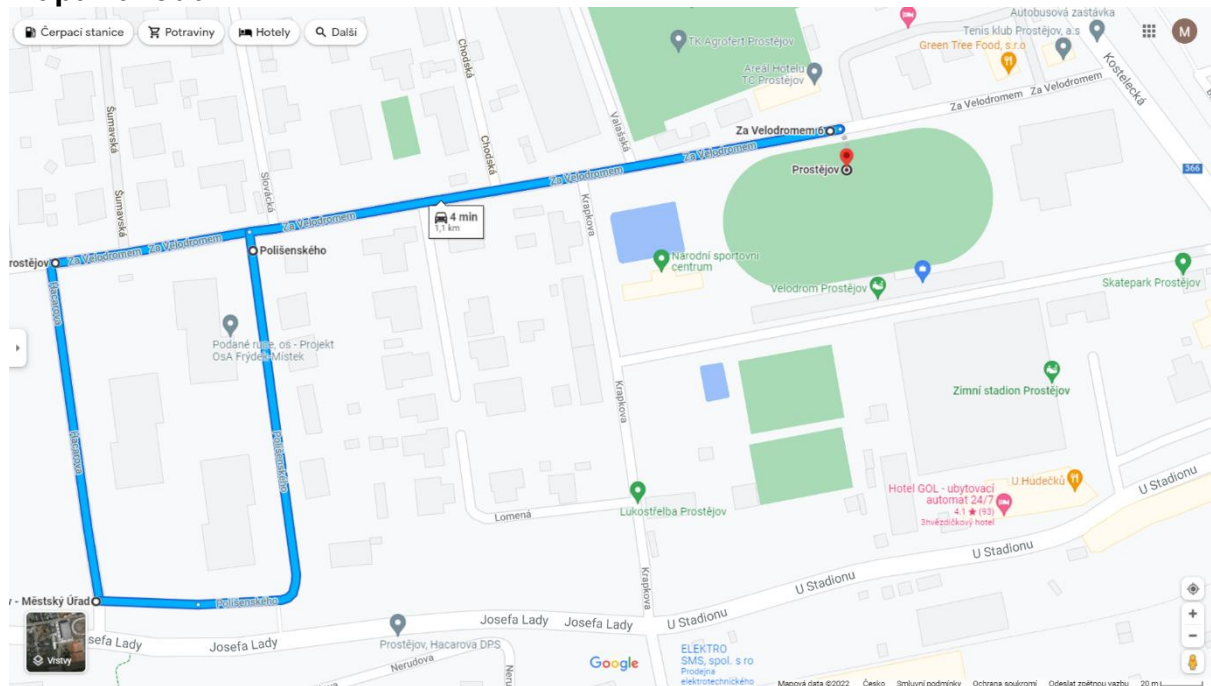 Čerpací stanice
Potraviny
Hotely
Další
M
TK Agrofert Prostějov
Autobusová zastávka
Tenis klub Prostějov, a.s
Green Tree Food, s.r.o
Areál Hotelu
TC Prostějov
Kostelecká
Chodská
Chodská
Valašská
Šumavská
Šumavská
Slovácká
Za Velodromem
Za Velodromem
Za Velodromem 6
Za Velodromem
Za Velodromem
Za Velodromem
Za Velodromem
Za Velodromem
Prostějov
366
4 min
1,1 km
Krapkova
Polišenského
rostějov
Hacarova
Národní sportovní
centrum
Velodrom Prostějov
Skatepark Prostějov
Podané ruce, os - Projekt
OsA Frýdek-Místek
Zimní stadion Prostějov
Krapkova
Hacarova
Polišenského
Hotel GOL - ubytovací
automat 24/7
4.1 ★ (93)
3hvězdičkový hotel
U Hudečků
U Stadionu
Lukostřelba Prostějov
Lomená
U Stadionu
U Stadionu
Krapkova
v - Městský Úřad
Polišenského
Josefa Lady
Josefa Lady
U Stadionu
sefa Lady
Josefa Lady
Prostějov, Hacarova DPS
Nerudova
Vrstvy
Google
ELEKTRO
SMS, spol. s ro
Prodejna
elektrotechnického
Mapová data ©2022 Česko Smluvní podmínky Ochrana soukromí Odeslat zpětnou vazbu 20 m